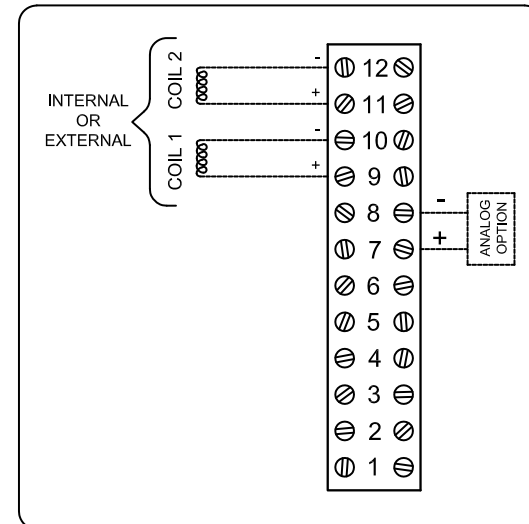 INTERNAL
OR
EXTERNAL
COIL 2
-
+
COIL 1
-
+
12
11
10
9
8
7
6
5
4
3
2
1
-
+
ANALOG
OPTION